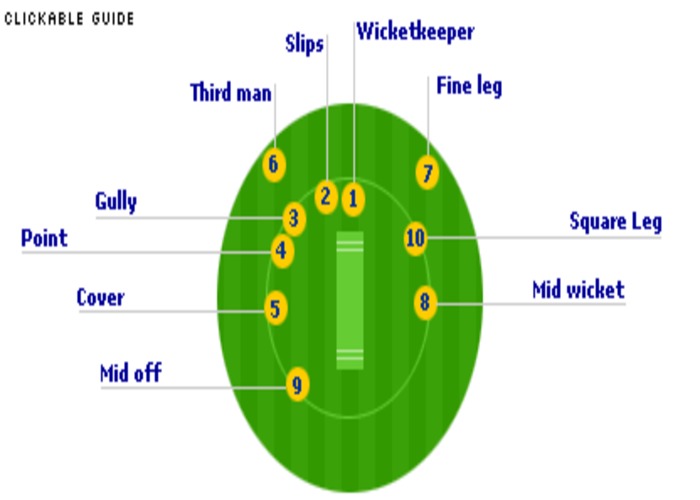 CLICKABLE GUIDE
Wicketkeeper
Slips
Third man
Fine leg
6
7
2
1
Gully
3
Square Leg
10
Point
4
Cover
5
8
Mid wicket
Mid off
9